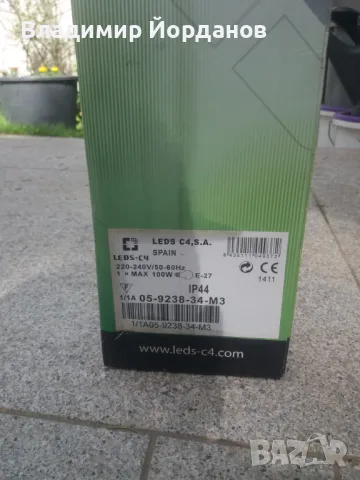 Владимир Йорданов
LEDS C4,S.A.
SPAIN
LEDS-C4
220-240V/50-60Hz
1 x MAX 100W E-27
1411
IP44
1/1A 05-9238-34-M3
1/1A05-9238-34-M3
www.leds-c4.com
BAZAR
bg